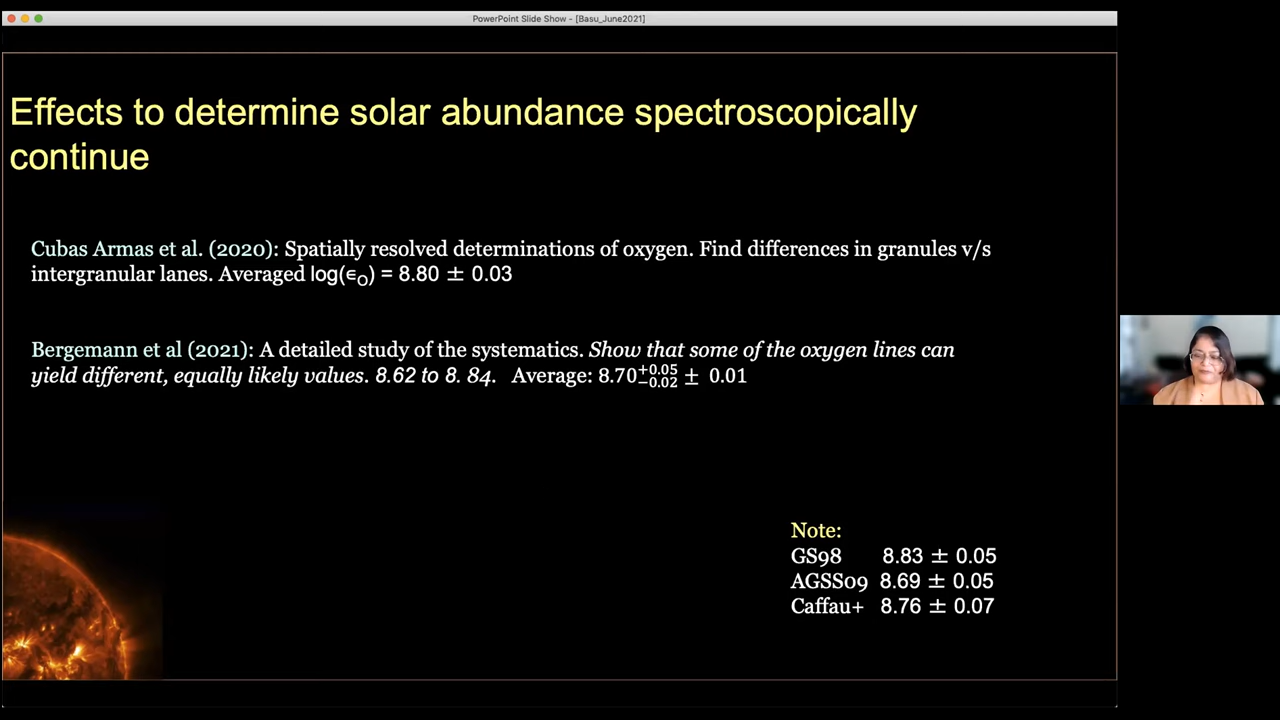 PowerPoint Slide Show - [Basu_June2021]
Effects to determine solar abundance spectroscopically
continue
Cubas Armas et al. (2020): Spatially resolved determinations of oxygen. Find differences in granules v/s
intergranular lanes. Averaged log(ϵ_O) = 8.80 ± 0.03
Bergemann et al (2021): A detailed study of the systematics. Show that some of the oxygen lines can
yield different, equally likely values. 8.62 to 8. 84. Average: 8.70^{+0.05}_{−0.02} ± 0.01
Note:
GS98 8.83 ± 0.05
AGSS09 8.69 ± 0.05
Caffau+ 8.76 ± 0.07